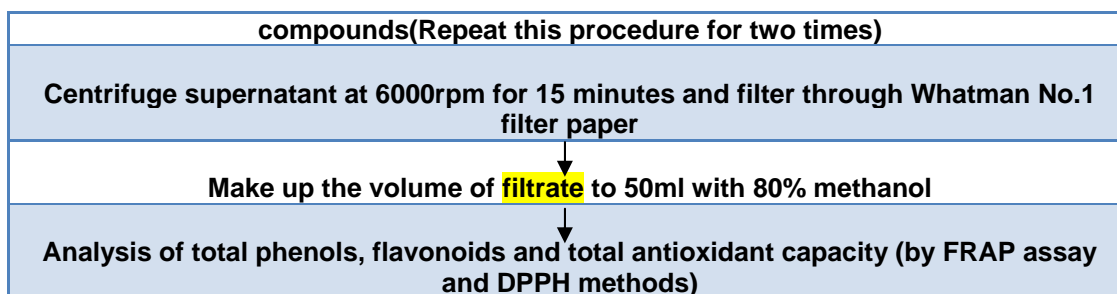 compounds(Repeat this procedure for two times)
Centrifuge supernatant at 6000rpm for 15 minutes and filter through Whatman No.1
filter paper
Make up the volume of filtrate to 50ml with 80% methanol
Analysis of total phenols, flavonoids and total antioxidant capacity (by FRAP assay
and DPPH methods)